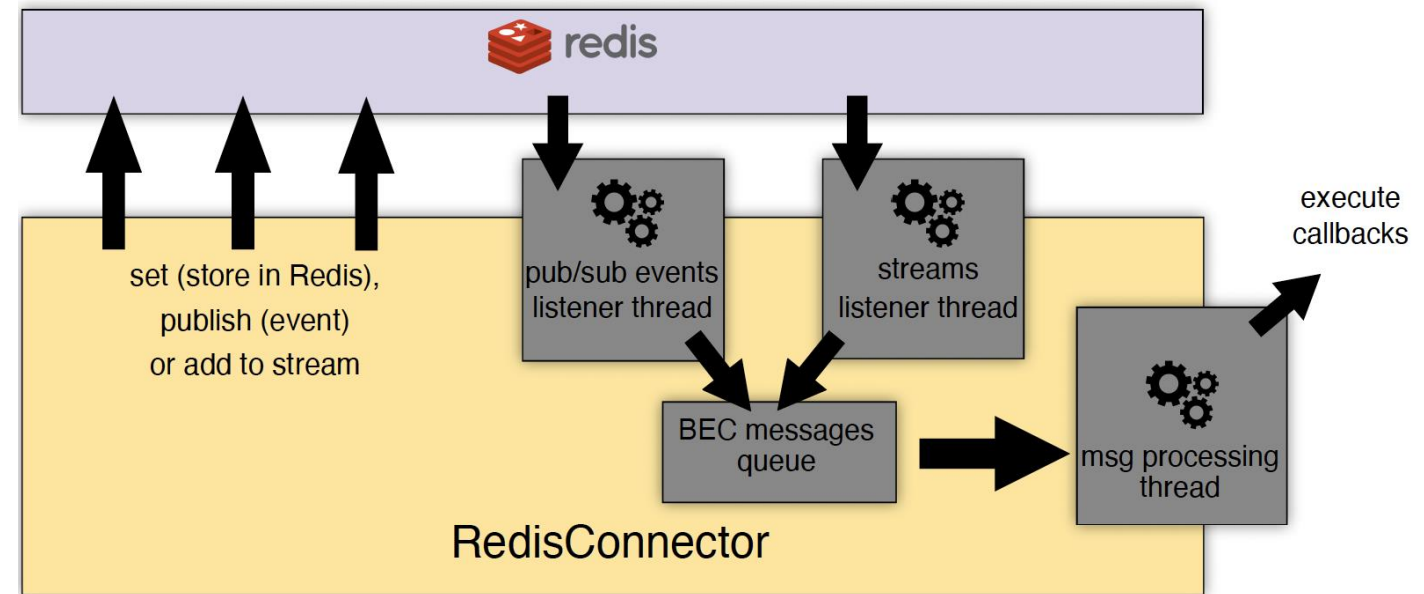 redis
set (store in Redis),
publish (event)
or add to stream
pub/sub events
listener thread
streams
listener thread
execute
callbacks
BEC messages
queue
msg processing
thread
RedisConnector